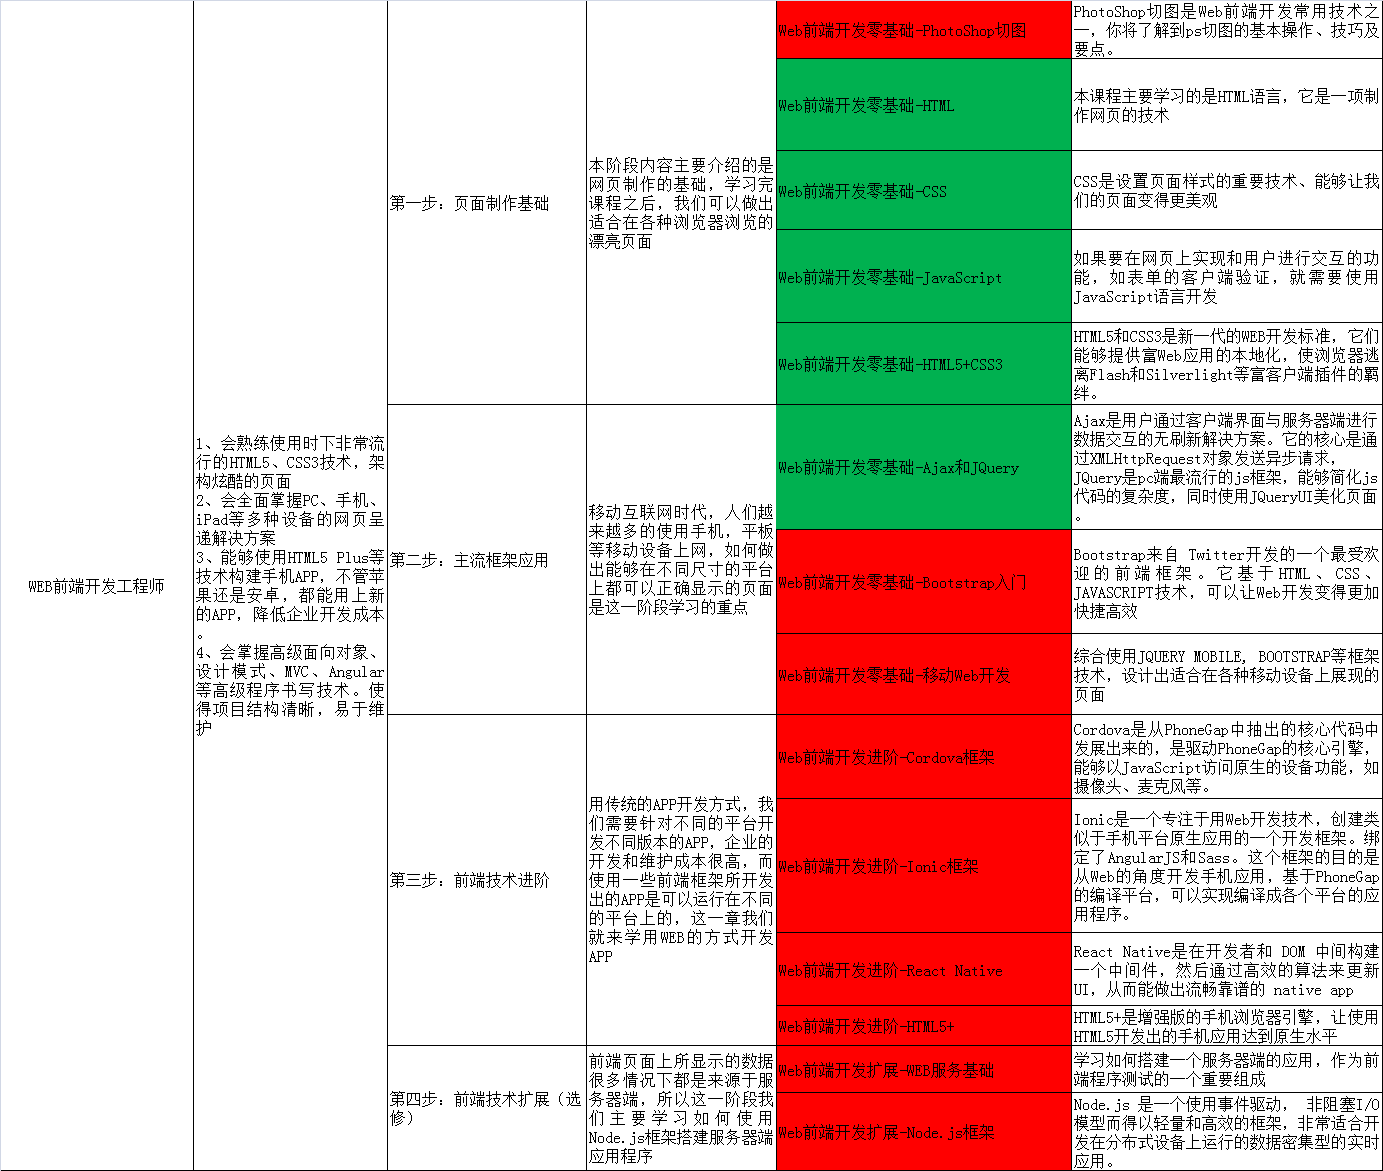 WEB前端开发工程师
1、会熟练使用时下非常流
行的HTML5、CSS3技术，架
构炫酷的页面
2、会全面掌握PC、手机、
iPad等多种设备的网页呈
递解决方案
3、能够使用HTML5 Plus等
技术构建手机APP，不管苹
果还是安卓，都能用上新
的APP，降低企业开发成本
。
4、会掌握高级面向对象、
设计模式、MVC、Angular
等高级程序书写技术。使
得项目结构清晰，易于维
护
第一步：页面制作基础
本阶段内容主要介绍的是
网页制作的基础，学习完
课程之后，我们可以做出
适合在各种浏览器浏览的
漂亮页面
Web前端开发零基础-PhotoShop切图
PhotoShop切图是Web前端开发常用技术之
一，你将了解到ps切图的基本操作、技巧及
要点。
Web前端开发零基础-HTML
本课程主要学习的是HTML语言，它是一项制
作网页的技术
Web前端开发零基础-CSS
CSS是设置页面样式的重要技术、能够让我
们的页面变得更美观
Web前端开发零基础-JavaScript
如果要在网页上实现和用户进行交互的功
能，如表单的客户端验证，就需要使用
JavaScript语言开发
Web前端开发零基础-HTML5+CSS3
HTML5和CSS3是新一代的WEB开发标准，它们
能够提供富Web应用的本地化，使浏览器逃
离Flash和Silverlight等富客户端插件的羁
绊。
第二步：主流框架应用
移动互联网时代，人们越
来越多的使用手机，平板
等移动设备上网，如何做
出能够在不同尺寸的平台
上都可以正确显示的页面
是这一阶段学习的重点
Web前端开发零基础-Ajax和JQuery
Ajax是用户通过客户端界面与服务器端进行
数据交互的无刷新解决方案。它的核心是通
过XMLHttpRequest对象发送异步请求，
JQuery是pc端最流行的js框架，能够简化js
代码的复杂度，同时使用JQueryUI美化页面
。
Web前端开发零基础-Bootstrap入门
Bootstrap来自 Twitter开发的一个最受欢
迎的前端框架。它基于HTML、CSS、
JAVASCRIPT技术，可以让Web开发变得更加
快捷高效
Web前端开发零基础-移动Web开发
综合使用JQUERY MOBILE, BOOTSTRAP等框架
技术，设计出适合在各种移动设备上展现的
页面
第三步：前端技术进阶
用传统的APP开发方式，我
们需要针对不同的平台开
发不同版本的APP，企业的
开发和维护成本很高，而
使用一些前端框架所开发
出的APP是可以运行在不同
的平台上的，这一章我们
就来学用WEB的方式开发
APP
Web前端开发进阶-Cordova框架
Cordova是从PhoneGap中抽出的核心代码中
发展出来的，是驱动PhoneGap的核心引擎，
能够以JavaScript访问原生的设备功能，如
摄像头、麦克风等。
Web前端开发进阶-Ionic框架
Ionic是一个专注于用Web开发技术，创建类
似于手机平台原生应用的一个开发框架。绑
定了AngularJS和Sass。这个框架的目的是
从Web的角度开发手机应用，基于PhoneGap
的编译平台，可以实现编译成各个平台的应
用程序。
Web前端开发进阶-React Native
React Native是在开发者和 DOM 中间构建
一个中间件，然后通过高效的算法来更新
UI，从而能做出流畅靠谱的 native app
Web前端开发进阶-HTML5+
HTML5+是增强版的手机浏览器引擎，让使用
HTML5开发出的手机应用达到原生水平
第四步：前端技术扩展（选
修）
前端页面上所显示的数据
很多情况下都是来源于服
务器端，所以这一阶段我
们主要学习如何使用
Node.js框架搭建服务器端
应用程序
Web前端开发扩展-WEB服务基础
学习如何搭建一个服务器端的应用，作为前
端程序测试的一个重要组成
Web前端开发扩展-Node.js框架
Node.js 是一个使用事件驱动， 非阻塞I/O
模型而得以轻量和高效的框架，非常适合开
发在分布式设备上运行的数据密集型的实时
应用。